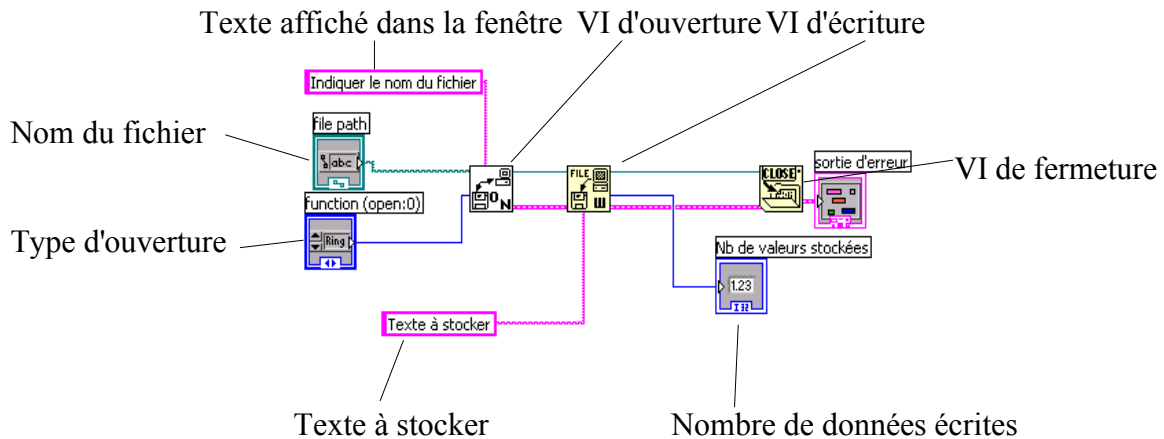 Texte affiché dans la fenêtre VI d'ouverture VI d'écriture
Indiquer le nom du fichier
file path
Nom du fichier
abc
FILE
CLOSE
sortie d'erreur
VI de fermeture
O
N
W
function (open:0)
Type d'ouverture
Ring
Nb de valeurs stockées
1.23
I32
Texte à stocker
Texte à stocker
Nombre de données écrites